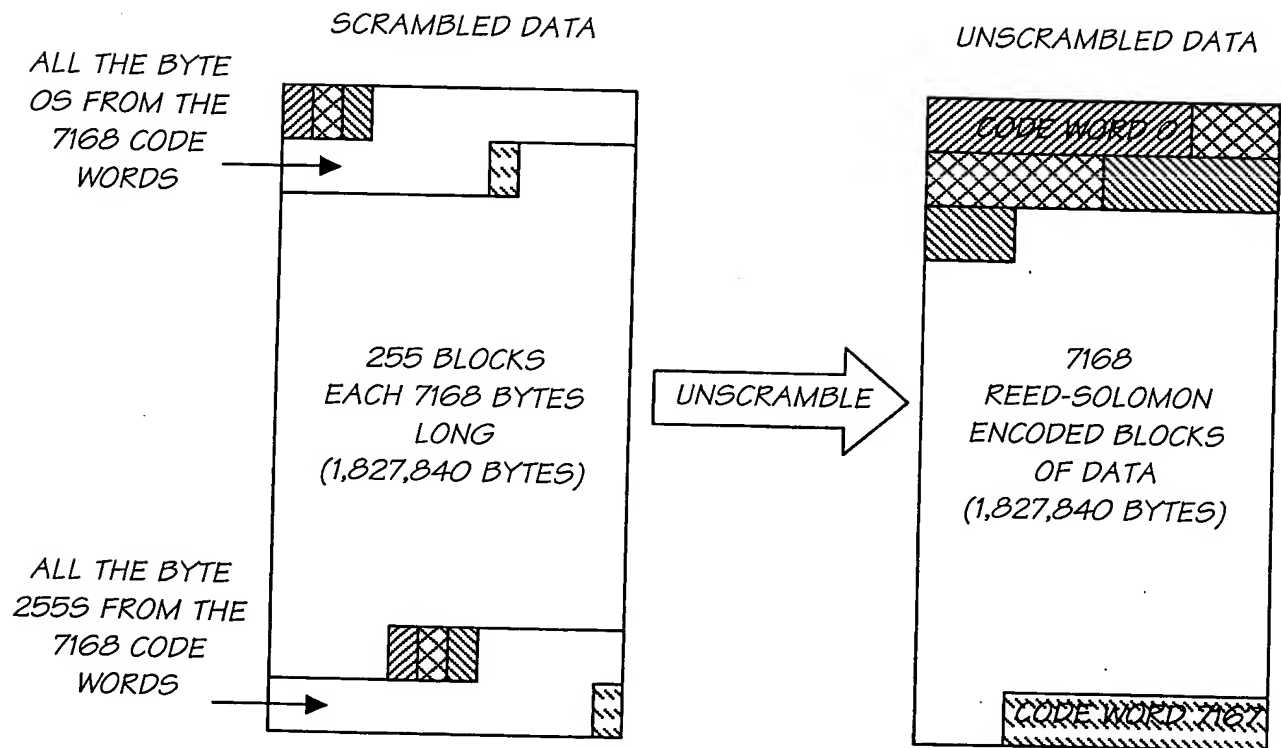 SCRAMBLED DATA
UNSCRAMBLED DATA
ALL THE BYTE
0S FROM THE
7168 CODE
WORDS
CODE WORD 0
255 BLOCKS
EACH 7168 BYTES
LONG
(1,827,840 BYTES)
UNSCRAMBLE
7168
REED-SOLOMON
ENCODED BLOCKS
OF DATA
(1,827,840 BYTES)
ALL THE BYTE
255S FROM THE
7168 CODE
WORDS
CODE WORD 7167